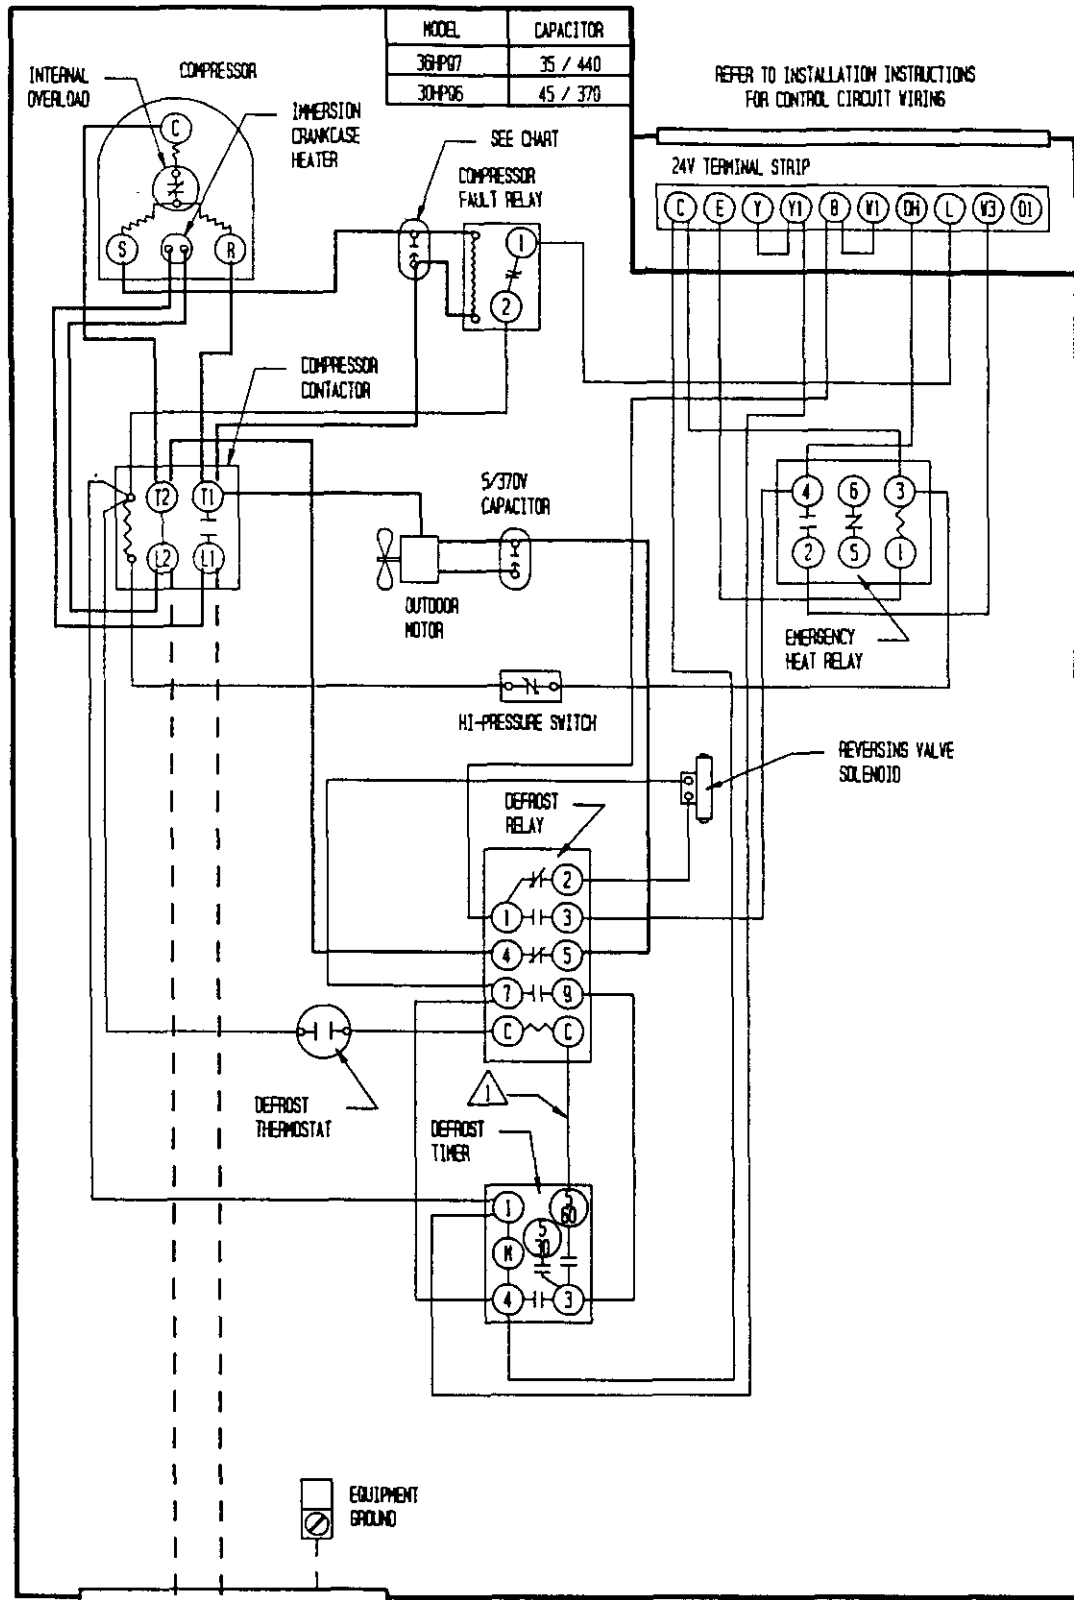 MODEL CAPACITOR
36HP07 35 / 440
30HP06 45 / 370
INTERNAL
OVERLOAD
COMPRESSOR
IMMERSION
CRANKCASE
HEATER
SEE CHART
COMPRESSOR
FAULT RELAY
REFER TO INSTALLATION INSTRUCTIONS
FOR CONTROL CIRCUIT WIRING
24V TERMINAL STRIP
C E Y Y1 B W1 DH L W3 O1
C
S R
1
2
COMPRESSOR
CONTACTOR
T2 T1
L2 L1
5/370V
CAPACITOR
OUTDOOR
MOTOR
4 6 3
2 5 1
EMERGENCY
HEAT RELAY
HI-PRESSURE SWITCH
REVERSINS VALVE
SOLENOID
DEFROST
RELAY
2
1 3
4 5
7 9
C C
DEFROST
THERMOSTAT
1
DEFROST
TIMER
1 5
60
5
30
M
4 3
EQUIPMENT
GROUND